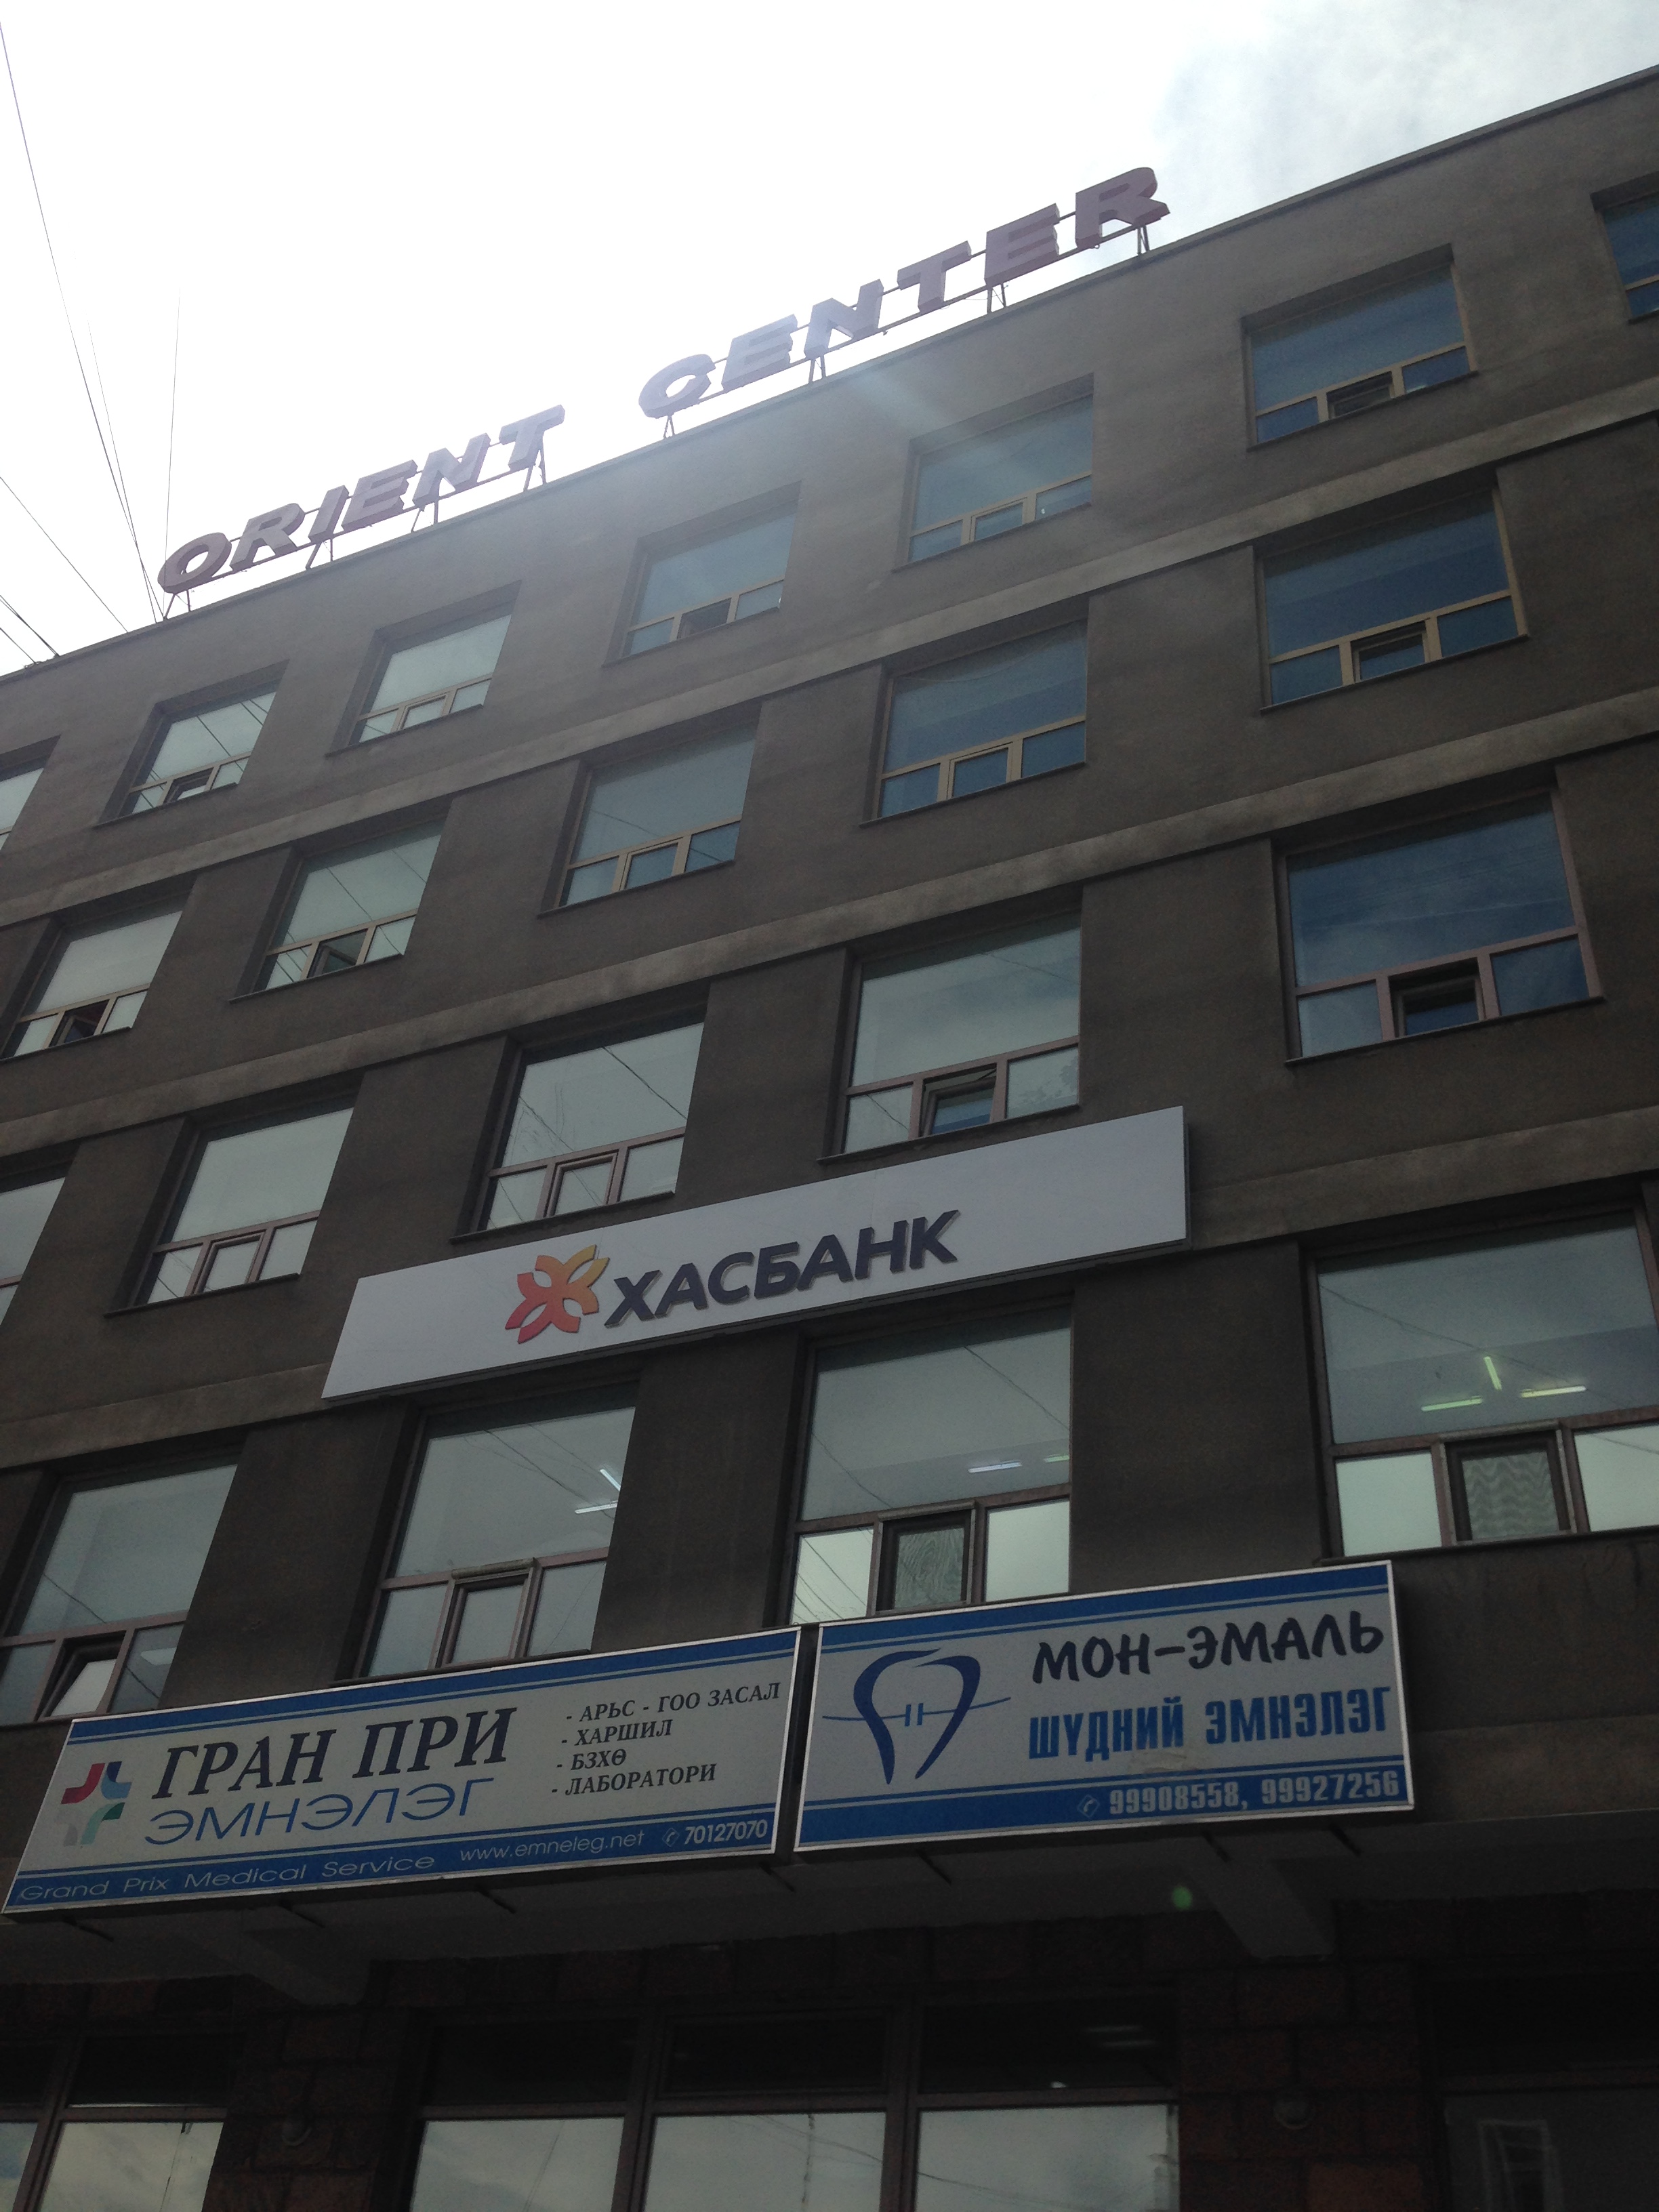 ORIENT CENTER
ХАСБАНК
ГРАН ПРИ
ЭМНЭЛЭГ
- АРЬС - ГОО ЗАСАЛ
- ХАРШИЛ
- БЗХӨ
- ЛАБОРАТОРИ
Grand Prix Medical Service www.emneleg.net 70127070
МОН-ЭМАЛЬ
ШҮДНИЙ ЭМНЭЛЭГ
99908558, 99927256